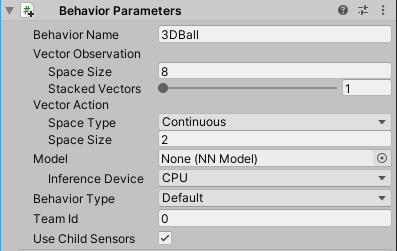 Behavior Parameters
Behavior Name 3DBall
Vector Observation
Space Size 8
Stacked Vectors 1
Vector Action
Space Type Continuous
Space Size 2
Model None (NN Model)
Inference Device CPU
Behavior Type Default
Team Id 0
Use Child Sensors